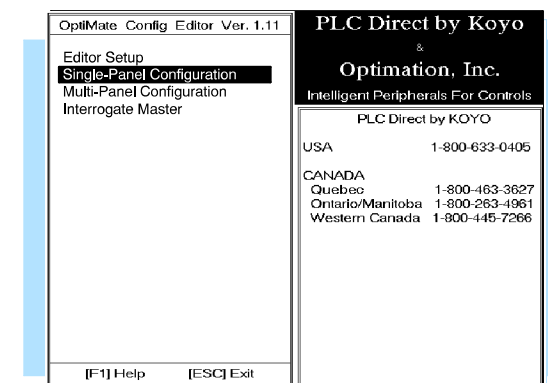 OptiMate Config Editor Ver. 1.11
Editor Setup
Single-Panel Configuration
Multi-Panel Configuration
Interrogate Master
[F1] Help [ESC] Exit
PLC Direct by Koyo
&
Optimation, Inc.
Intelligent Peripherals For Controls
PLC Direct by KOYO
USA 1-800-633-0405
CANADA
Quebec 1-800-463-3627
Ontario/Manitoba 1-800-263-4961
Western Canada 1-800-445-7266